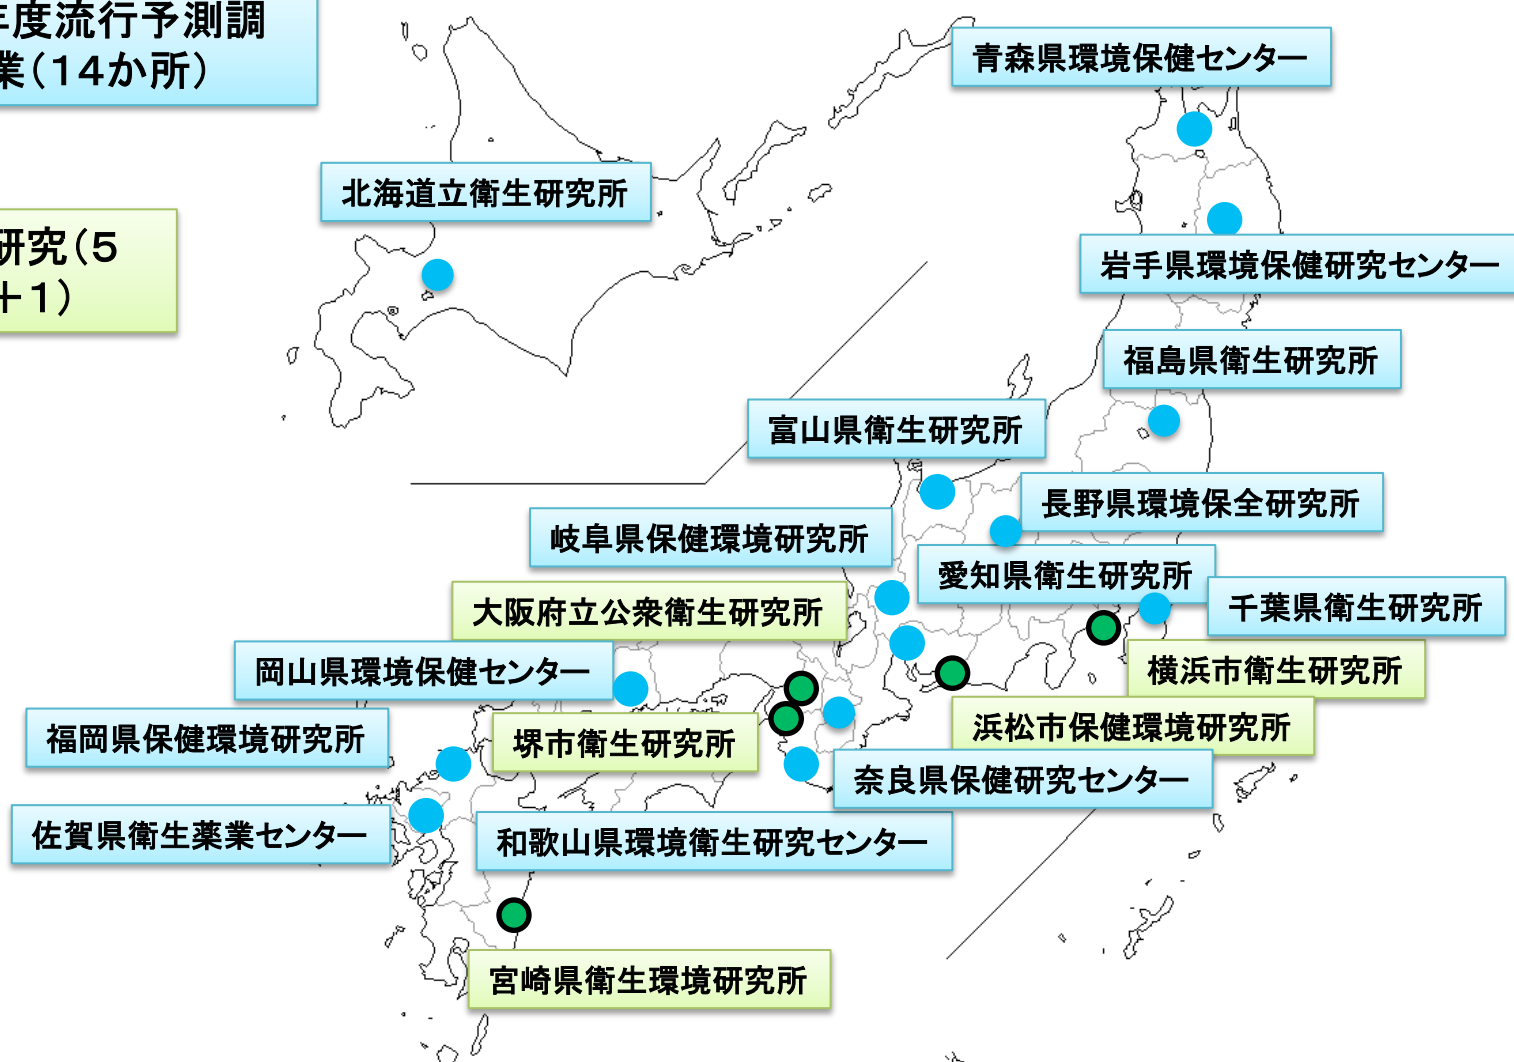 年度流行予測調
業（１４か所）
研究（５
＋１）
青森県環境保健センター
北海道立衛生研究所
岩手県環境保健研究センター
福島県衛生研究所
富山県衛生研究所
長野県環境保全研究所
岐阜県保健環境研究所
愛知県衛生研究所
千葉県衛生研究所
大阪府立公衆衛生研究所
岡山県環境保健センター
横浜市衛生研究所
浜松市保健環境研究所
福岡県保健環境研究所
堺市衛生研究所
奈良県保健研究センター
佐賀県衛生薬業センター
和歌山県環境衛生研究センター
宮崎県衛生環境研究所